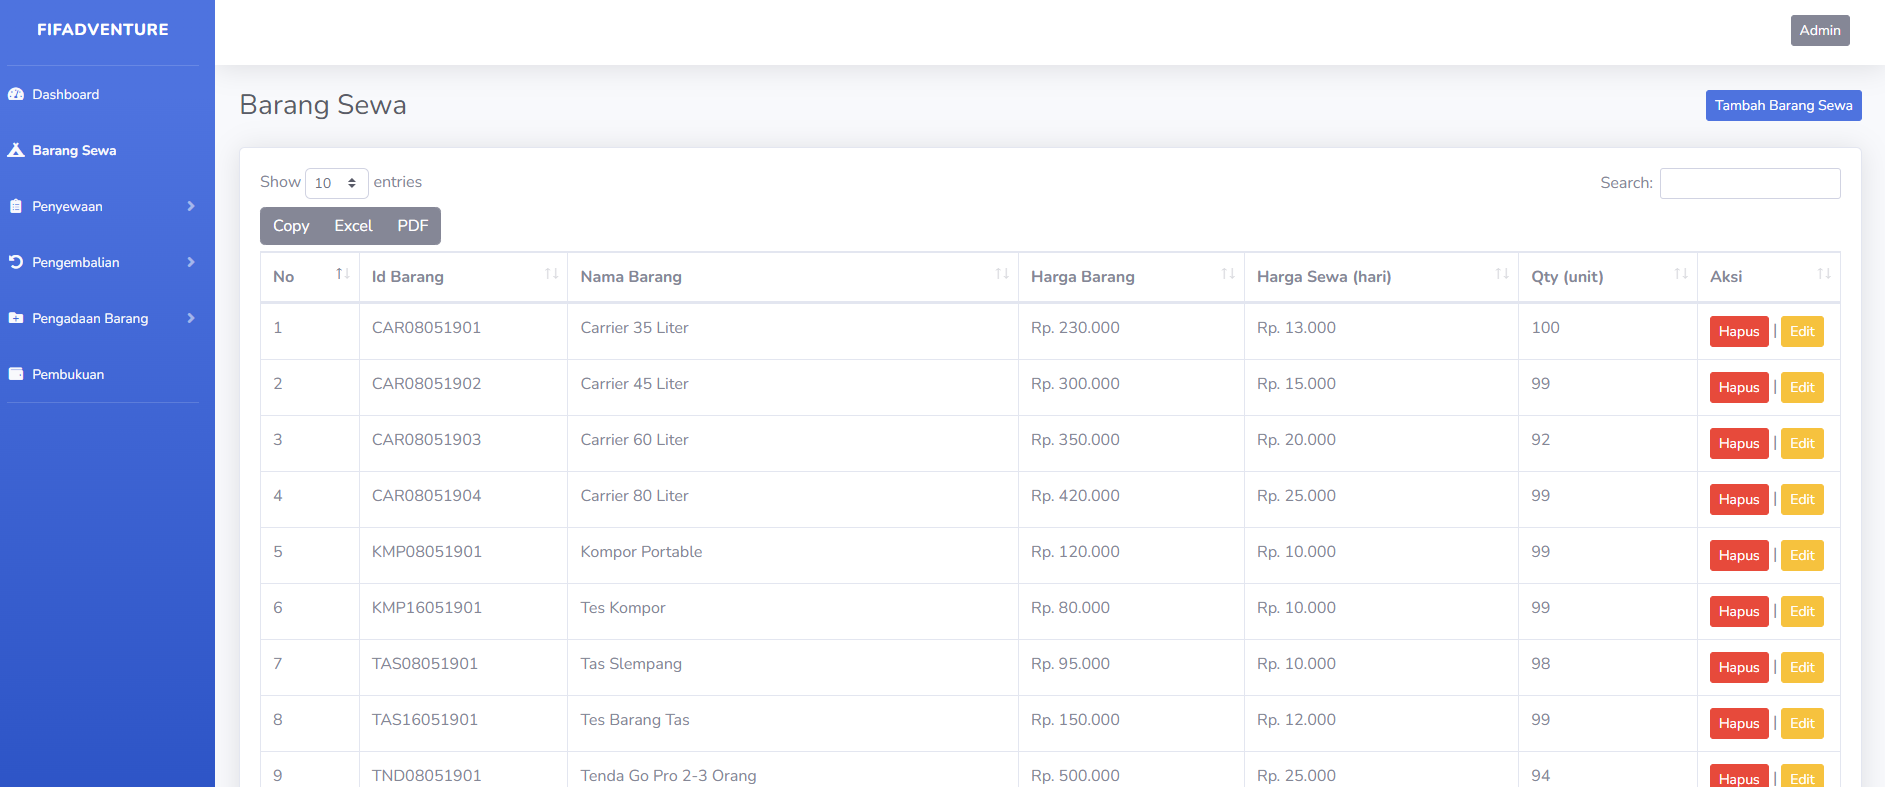 FIFADVENTURE
Admin
Dashboard
Barang Sewa
Penyewaan
Pengembalian
Pengadaan Barang
Pembukuan
Barang Sewa
Tambah Barang Sewa
Show 10 entries
Search:
Copy Excel PDF
No Id Barang Nama Barang Harga Barang Harga Sewa (hari) Qty (unit) Aksi
1 CAR08051901 Carrier 35 Liter Rp. 230.000 Rp. 13.000 100 Hapus | Edit
2 CAR08051902 Carrier 45 Liter Rp. 300.000 Rp. 15.000 99 Hapus | Edit
3 CAR08051903 Carrier 60 Liter Rp. 350.000 Rp. 20.000 92 Hapus | Edit
4 CAR08051904 Carrier 80 Liter Rp. 420.000 Rp. 25.000 99 Hapus | Edit
5 KMP08051901 Kompor Portable Rp. 120.000 Rp. 10.000 99 Hapus | Edit
6 KMP16051901 Tes Kompor Rp. 80.000 Rp. 10.000 99 Hapus | Edit
7 TAS08051901 Tas Slempang Rp. 95.000 Rp. 10.000 98 Hapus | Edit
8 TAS16051901 Tes Barang Tas Rp. 150.000 Rp. 12.000 99 Hapus | Edit
9 TND08051901 Tenda Go Pro 2-3 Orang Rp. 500.000 Rp. 25.000 94 Hapus | Edit